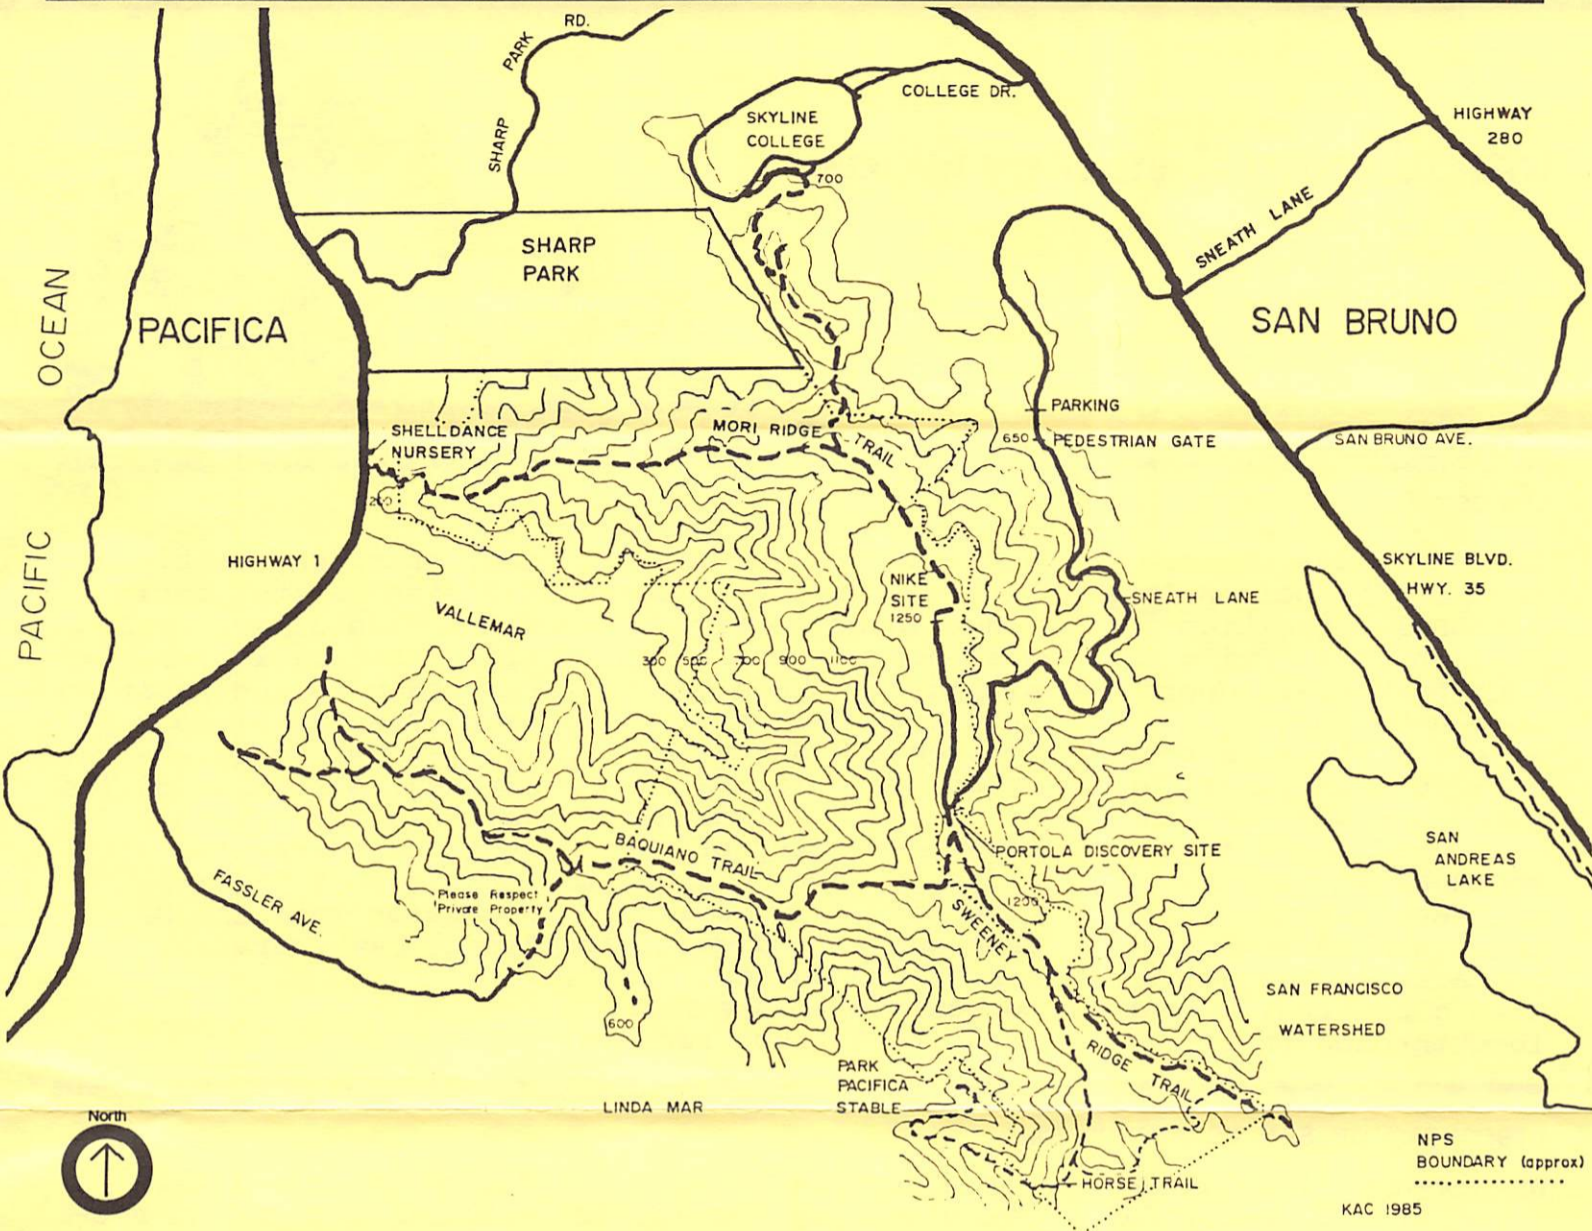 RD.
PARK
SHARP
COLLEGE DR.
SKYLINE
COLLEGE
700
HIGHWAY
280
SNEATH LANE
SHARP
PARK
OCEAN
PACIFIC
PACIFICA
SAN BRUNO
PARKING
650
PEDESTRIAN GATE
SAN BRUNO AVE.
SHELLDANCE
NURSERY
MORI RIDGE
TRAIL
200
HIGHWAY 1
SKYLINE BLVD.
HWY. 35
NIKE
SITE
1250
SNEATH LANE
VALLEMAR
300 500 700 900 1100
BAQUIANO TRAIL
PORTOLA DISCOVERY SITE
SAN
ANDREAS
LAKE
FASSLER AVE.
Please Respect
Private Property
1200
SWEENEY
RIDGE
TRAIL
SAN FRANCISCO
WATERSHED
600
PARK
PACIFICA
STABLE
LINDA MAR
HORSE TRAIL
North
NPS
BOUNDARY (approx)
KAC 1985